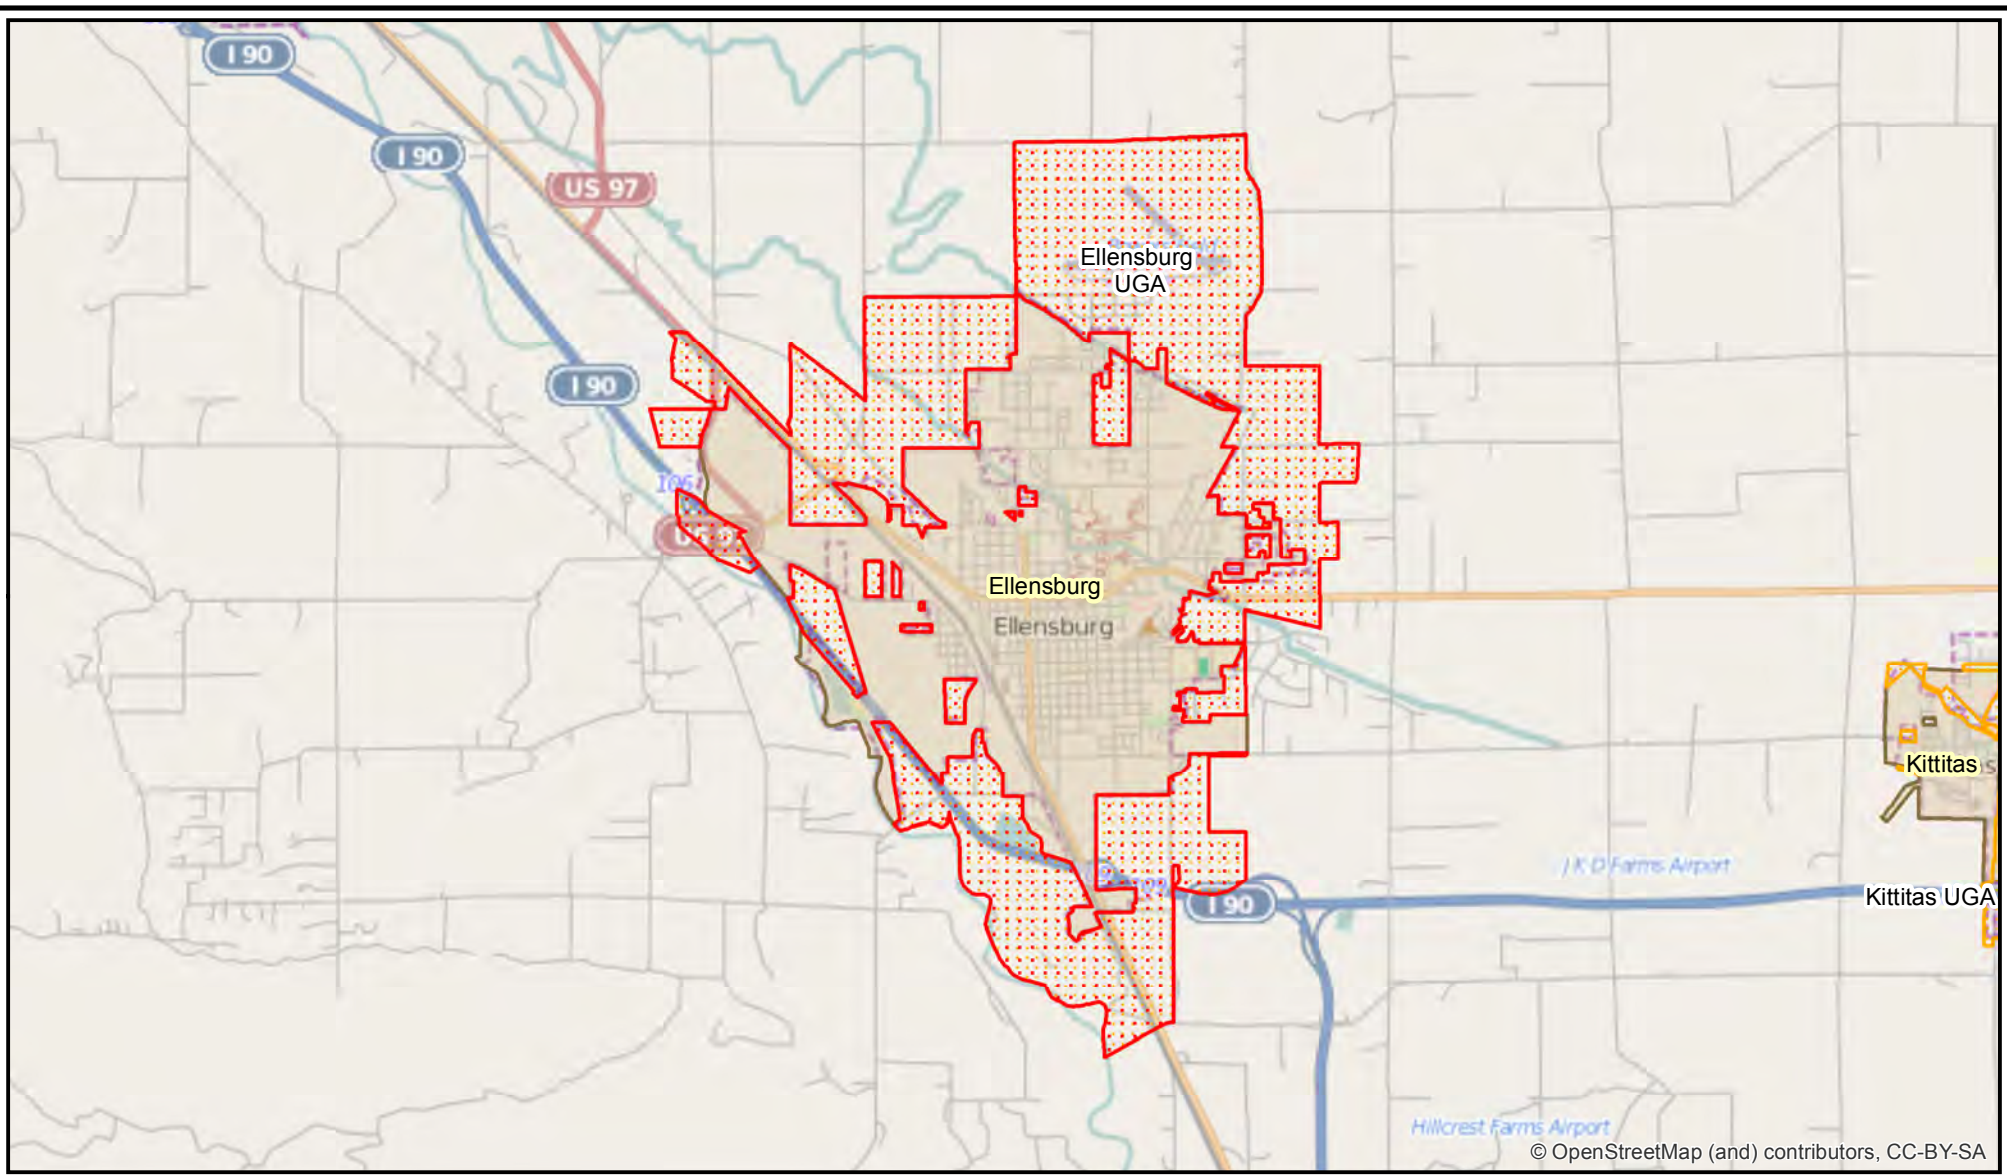 I 90
I 90
US 97
Ellensburg
UGA
I 90
106
Ellensburg
Ellensburg
Kittitas
J K D Farms Airport
I 90
Kittitas UGA
Hillcrest Farms Airport
© OpenStreetMap (and) contributors, CC-BY-SA